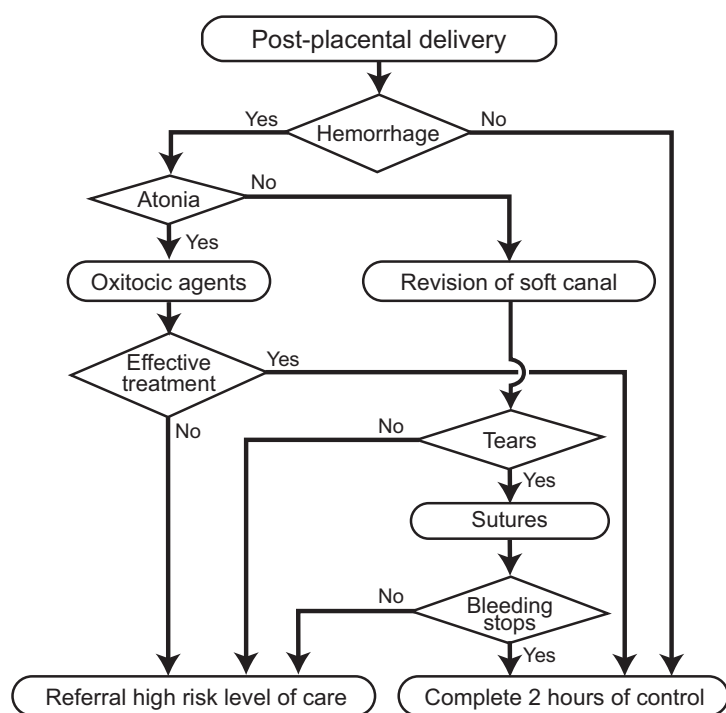 Post-placental delivery
Hemorrhage
Yes
No
Atonia
No
Yes
Oxitocic agents
Revision of soft canal
Effective
treatment
Yes
No
Tears
No
Yes
Sutures
Bleeding
stops
No
Yes
Referral high risk level of care
Complete 2 hours of control